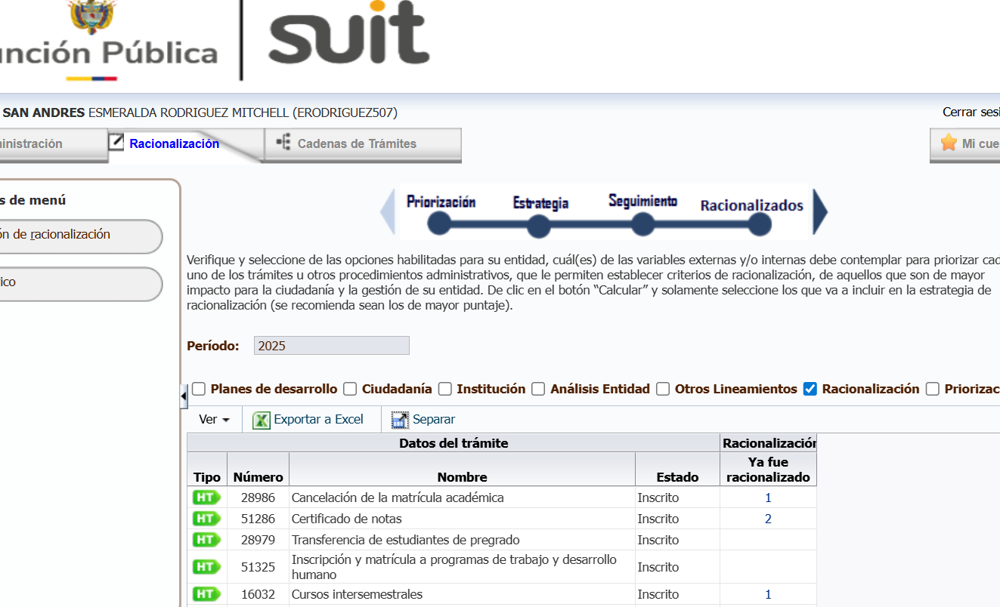 unción Pública
suit
SAN ANDRES ESMERALDA RODRIGUEZ MITCHELL (ERODRIGUEZ507)
Cerrar sesi
ministración
Racionalización
Cadenas de Trámites
Mi cue
s de menú
ón de racionalización
ico
Priorización
Estrategia
Seguimiento
Racionalizados
Verifique y seleccione de las opciones habilitadas para su entidad, cuál(es) de las variables externas y/o internas debe contemplar para priorizar cad
uno de los trámites u otros procedimientos administrativos, que le permiten establecer criterios de racionalización, de aquellos que son de mayor
impacto para la ciudadanía y la gestión de su entidad. De clic en el botón “Calcular” y solamente seleccione los que va a incluir en la estrategia de
racionalización (se recomienda sean los de mayor puntaje).
Período: 2025
Planes de desarrollo Ciudadanía Institución Análisis Entidad Otros Lineamientos Racionalización Priorizac
Ver Exportar a Excel Separar
Datos del trámite Racionalización
Tipo Número Nombre Estado Ya fue racionalizado
HT 28986 Cancelación de la matrícula académica Inscrito 1
HT 51286 Certificado de notas Inscrito 2
HT 28979 Transferencia de estudiantes de pregrado Inscrito
HT 51325 Inscripción y matrícula a programas de trabajo y desarrollo humano Inscrito
HT 16032 Cursos intersemestrales Inscrito 1